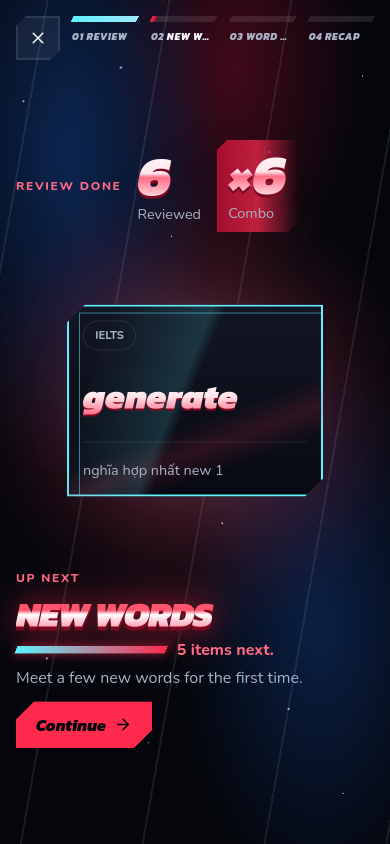 01 REVIEW
02 NEW W...
03 WORD ...
04 RECAP
REVIEW DONE
6
Reviewed
×6
Combo
IELTS
generate
nghĩa hợp nhất new 1
UP NEXT
NEW WORDS
5 items next.
Meet a few new words for the first time.
Continue →